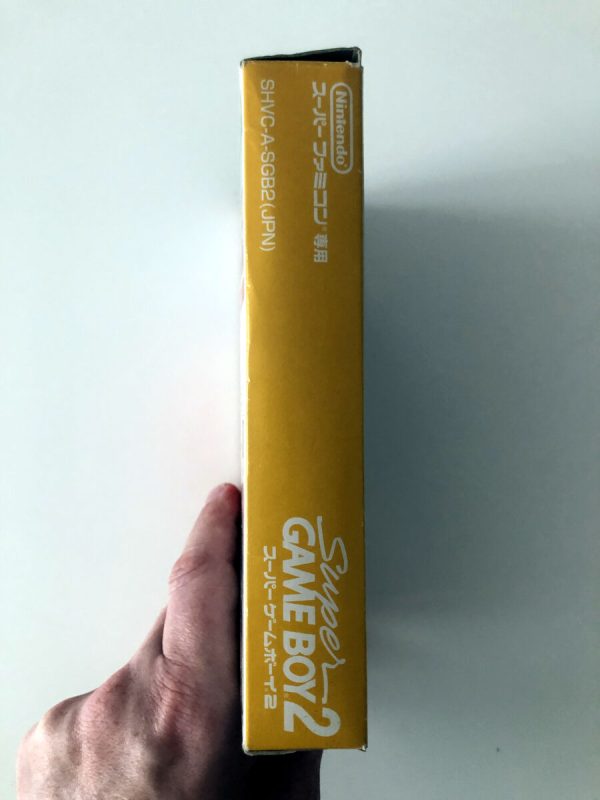 Nintendo®
スーパーファミコン®専用
SHVC-A-SGB2 (JPN)
Super
GAME BOY®2
スーパーゲームボーイ®2